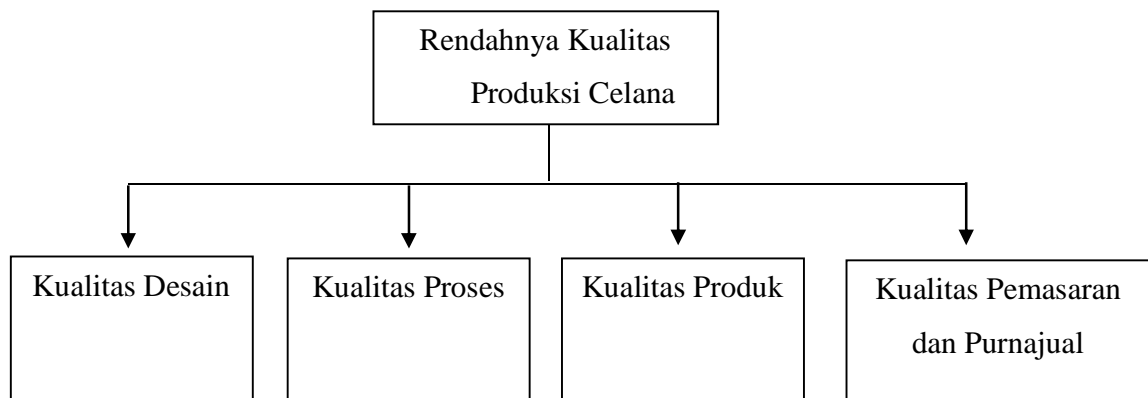 Rendahnya Kualitas
Produksi Celana
Kualitas Desain
Kualitas Proses
Kualitas Produk
Kualitas Pemasaran
dan Purnajual